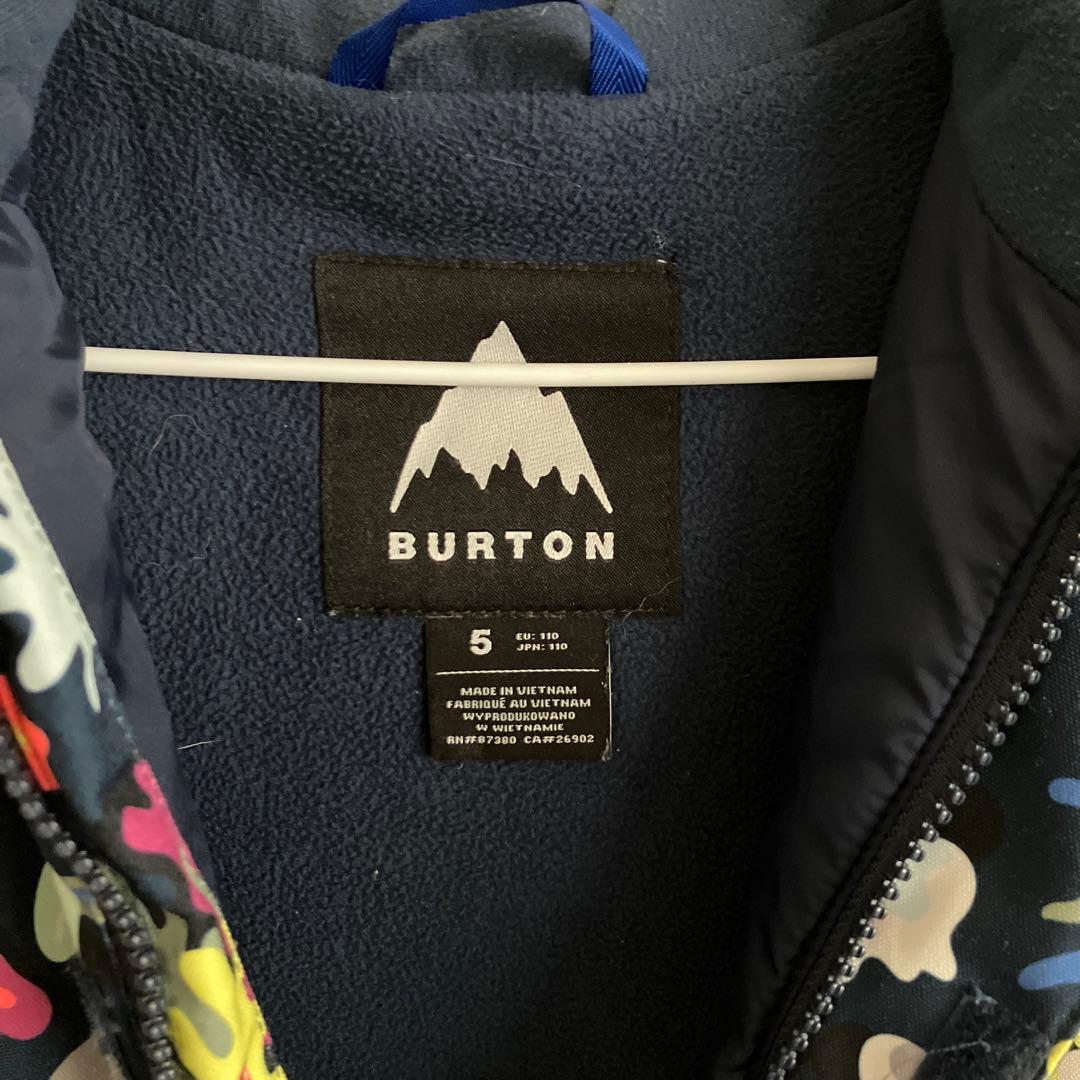 BURTON
5
EU: 110
JPN: 110
MADE IN VIETNAM
FABRIQUÉ AU VIETNAM
WYPRODUKOWANO
W WIETNAMIE
RN#87380 CA#26902